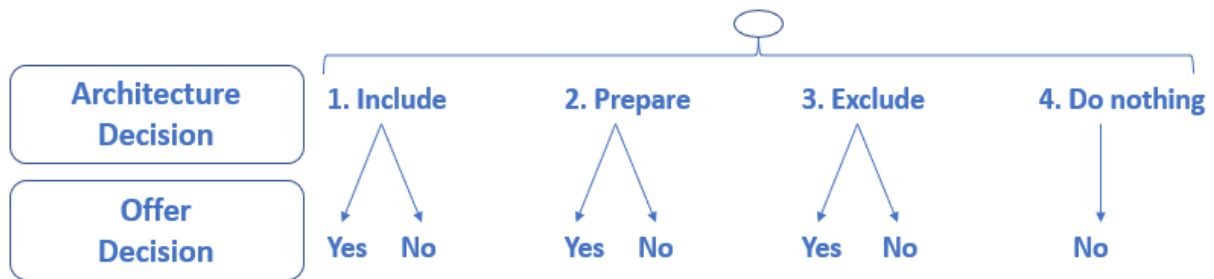 Architecture
Decision
1. Include
2. Prepare
3. Exclude
4. Do nothing
Offer
Decision
Yes No
Yes No
Yes No
No